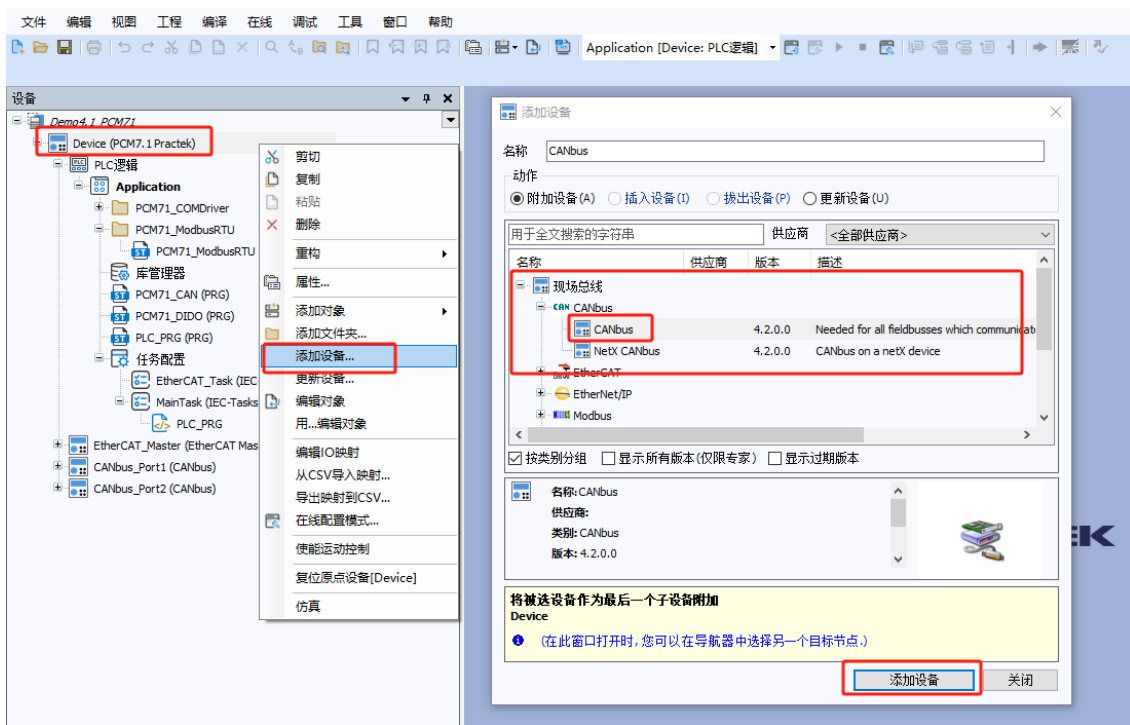 文件 编辑 视图 工程 编译 在线 调试 工具 窗口 帮助
Application [Device: PLC逻辑]
设备
Demo4.1_PCM71
Device (PCM7.1 Practek)
PLC逻辑
Application
PCM71_COMDriver
PCM71_ModbusRTU
PCM71_ModbusRTU
库管理器
PCM71_CAN (PRG)
PCM71_DIDO (PRG)
PLC_PRG (PRG)
任务配置
EtherCAT_Task (IEC
MainTask (IEC-Tasks
PLC_PRG
EtherCAT_Master (EtherCAT Mas
CANbus_Port1 (CANbus)
CANbus_Port2 (CANbus)
剪切
复制
粘贴
删除
重构
属性...
添加对象
添加文件夹...
添加设备...
更新设备...
编辑对象
用...编辑对象
编辑IO映射
从CSV导入映射...
导出映射到CSV...
在线配置模式...
使能运动控制
复位原点设备[Device]
仿真
添加设备
名称 CANbus
动作
附加设备(A) 插入设备(I) 拔出设备(P) 更新设备(U)
用于全文搜索的字符串 供应商 <全部供应商>
名称 供应商 版本 描述
现场总线
CAN CANbus
CANbus 4.2.0.0 Needed for all fieldbusses which communicat
NetX CANbus 4.2.0.0 CANbus on a netX device
EtherCAT
EtherNet/IP
Modbus
按类别分组 显示所有版本(仅限专家) 显示过期版本
名称: CANbus
供应商:
类别: CANbus
版本: 4.2.0.0
EK
将被选设备作为最后一个子设备附加
Device
(在此窗口打开时, 您可以在导航器中选择另一个目标节点.)
添加设备 关闭